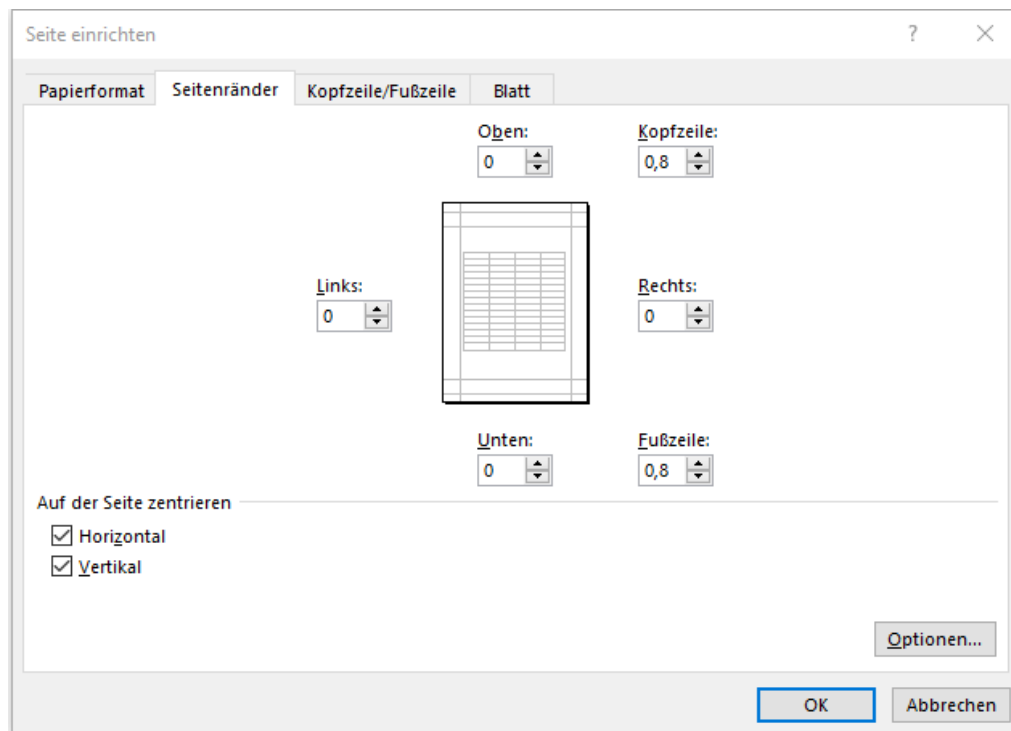 Seite einrichten
?
Papierformat Seitenränder Kopfzeile/Fußzeile Blatt
Oben: Kopfzeile:
0 0,8
Links: Rechts:
0 0
Unten: Fußzeile:
0 0,8
Auf der Seite zentrieren
Horizontal
Vertikal
Optionen...
OK Abbrechen